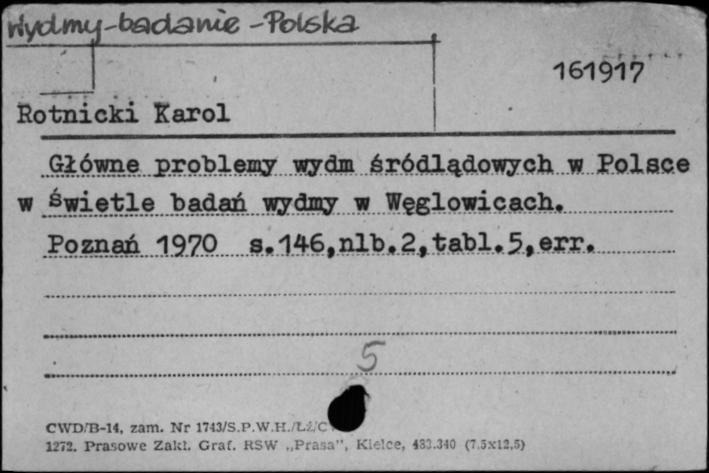 Wydmy-badanie-Polska
161917
Rotnicki Karol
Główne problemy wydm śródlądowych w Polsce
w świetle badań wydmy w Węglowicach.
Poznań 1970 s.146,nlb.2,tabl.5,err.
5
CWD/B-14, zam. Nr 1743/S.P.W.H./ŁŹ/C
1272. Prasowe Zakł. Graf. RSW „Prasa", Kielce, 483.340 (7,5x12,5)